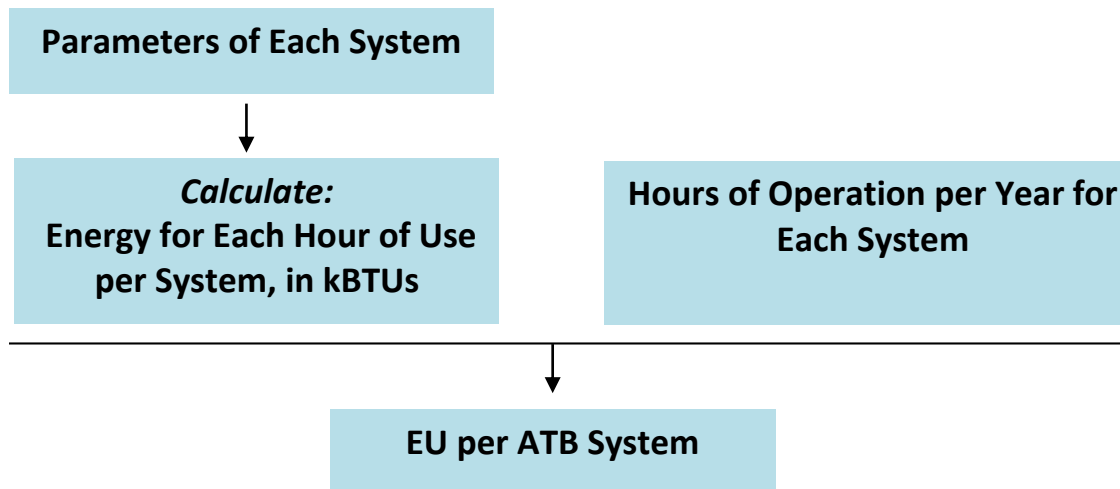 Parameters of Each System
Calculate:
Energy for Each Hour of Use
per System, in kBTUs
Hours of Operation per Year for
Each System
EU per ATB System